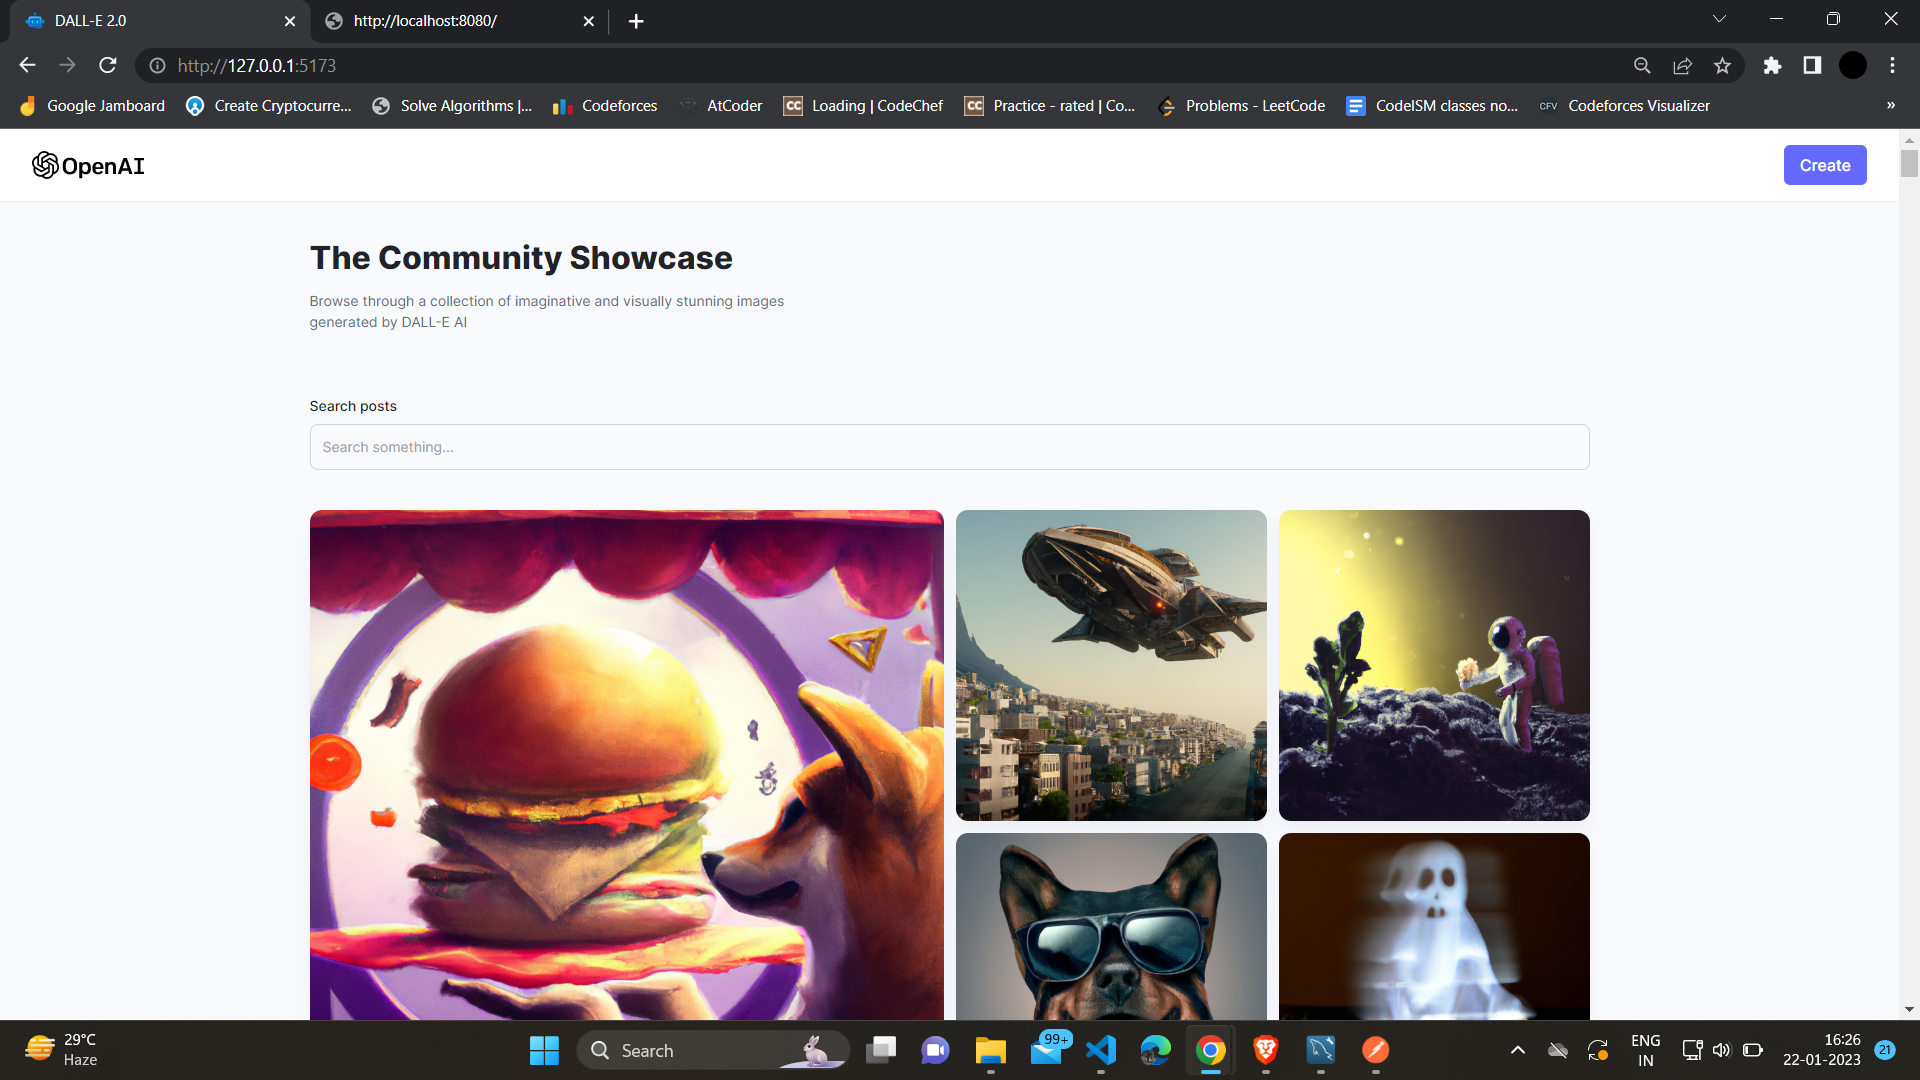 DALL-E 2.0
http://localhost:8080/
http://127.0.0.1:5173
Google Jamboard
Create Cryptocurre...
Solve Algorithms |...
Codeforces
AtCoder
CC
Loading | CodeChef
CC
Practice - rated | Co...
Problems - LeetCode
CodeISM classes no...
CFV
Codeforces Visualizer
»
OpenAI
Create
The Community Showcase
Browse through a collection of imaginative and visually stunning images
generated by DALL-E AI
Search posts
Search something...
29°C
Haze
Search
99+
ENG
IN
16:26
22-01-2023
21